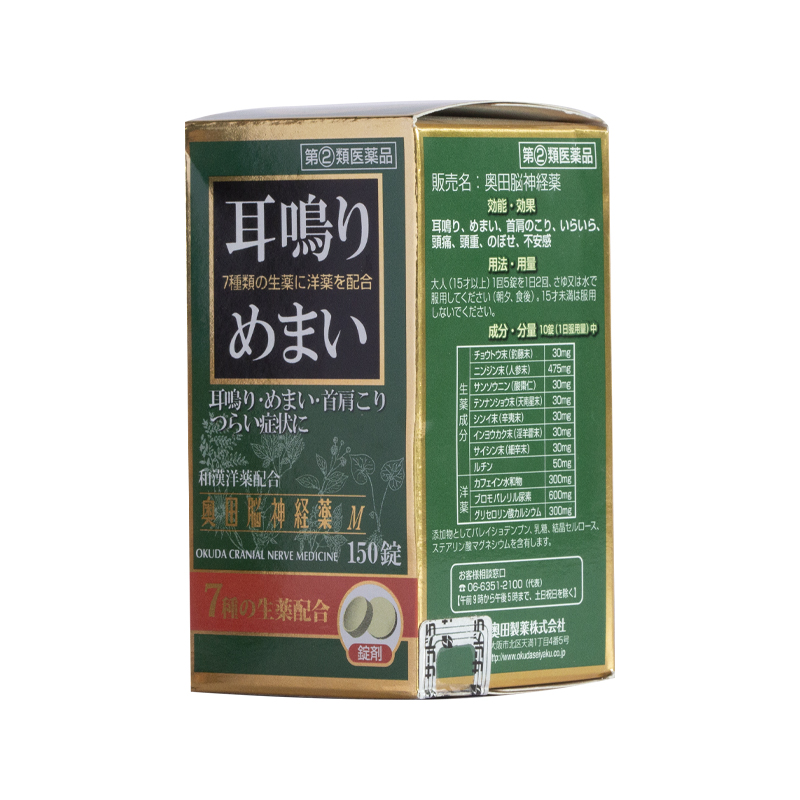 指②類医薬品
耳鳴り
7種類の生薬に洋薬を配合
めまい
耳鳴り・めまい・首肩こり
つらい症状に
和漢洋薬配合
奥田脳神経薬M
OKUDA CRANIAL NERVE MEDICINE 150錠
7種の生薬配合
錠剤
指②類医薬品
販売名:奥田脳神経薬
効能・効果
耳鳴り、めまい、首肩のこり、いらいら、
頭痛、頭重、のぼせ、不安感
用法・用量
大人(15才以上)1回5錠を1日2回、さゆ又は水で
服用してください(朝夕、食後)。15才未満は服用
しないでください。
成分・分量 10錠(1日服用量)中
生薬成分
チョウトウ末(釣藤末) 30mg
ニンジン末(人参末) 475mg
サンソウニン(酸棗仁) 30mg
テンナンショウ末(天南星末) 30mg
シンイ末(辛夷末) 30mg
インヨウカク末(淫羊藿末) 30mg
サイシン末(細辛末) 30mg
ルチン 50mg
洋薬
カフェイン水和物 300mg
ブロモバレリル尿素 600mg
グリセロリン酸カルシウム 300mg
添加物としてバレイショデンプン、乳糖、結晶セルロース、
ステアリン酸マグネシウムを含有します。
お客様相談窓口
☎06-6351-2100(代表)
【午前9時から午後5時まで、土日祝日を除く】
奥田製薬株式会社
大阪市北区天満1丁目4番5号
http://www.okudaseiyaku.co.jp